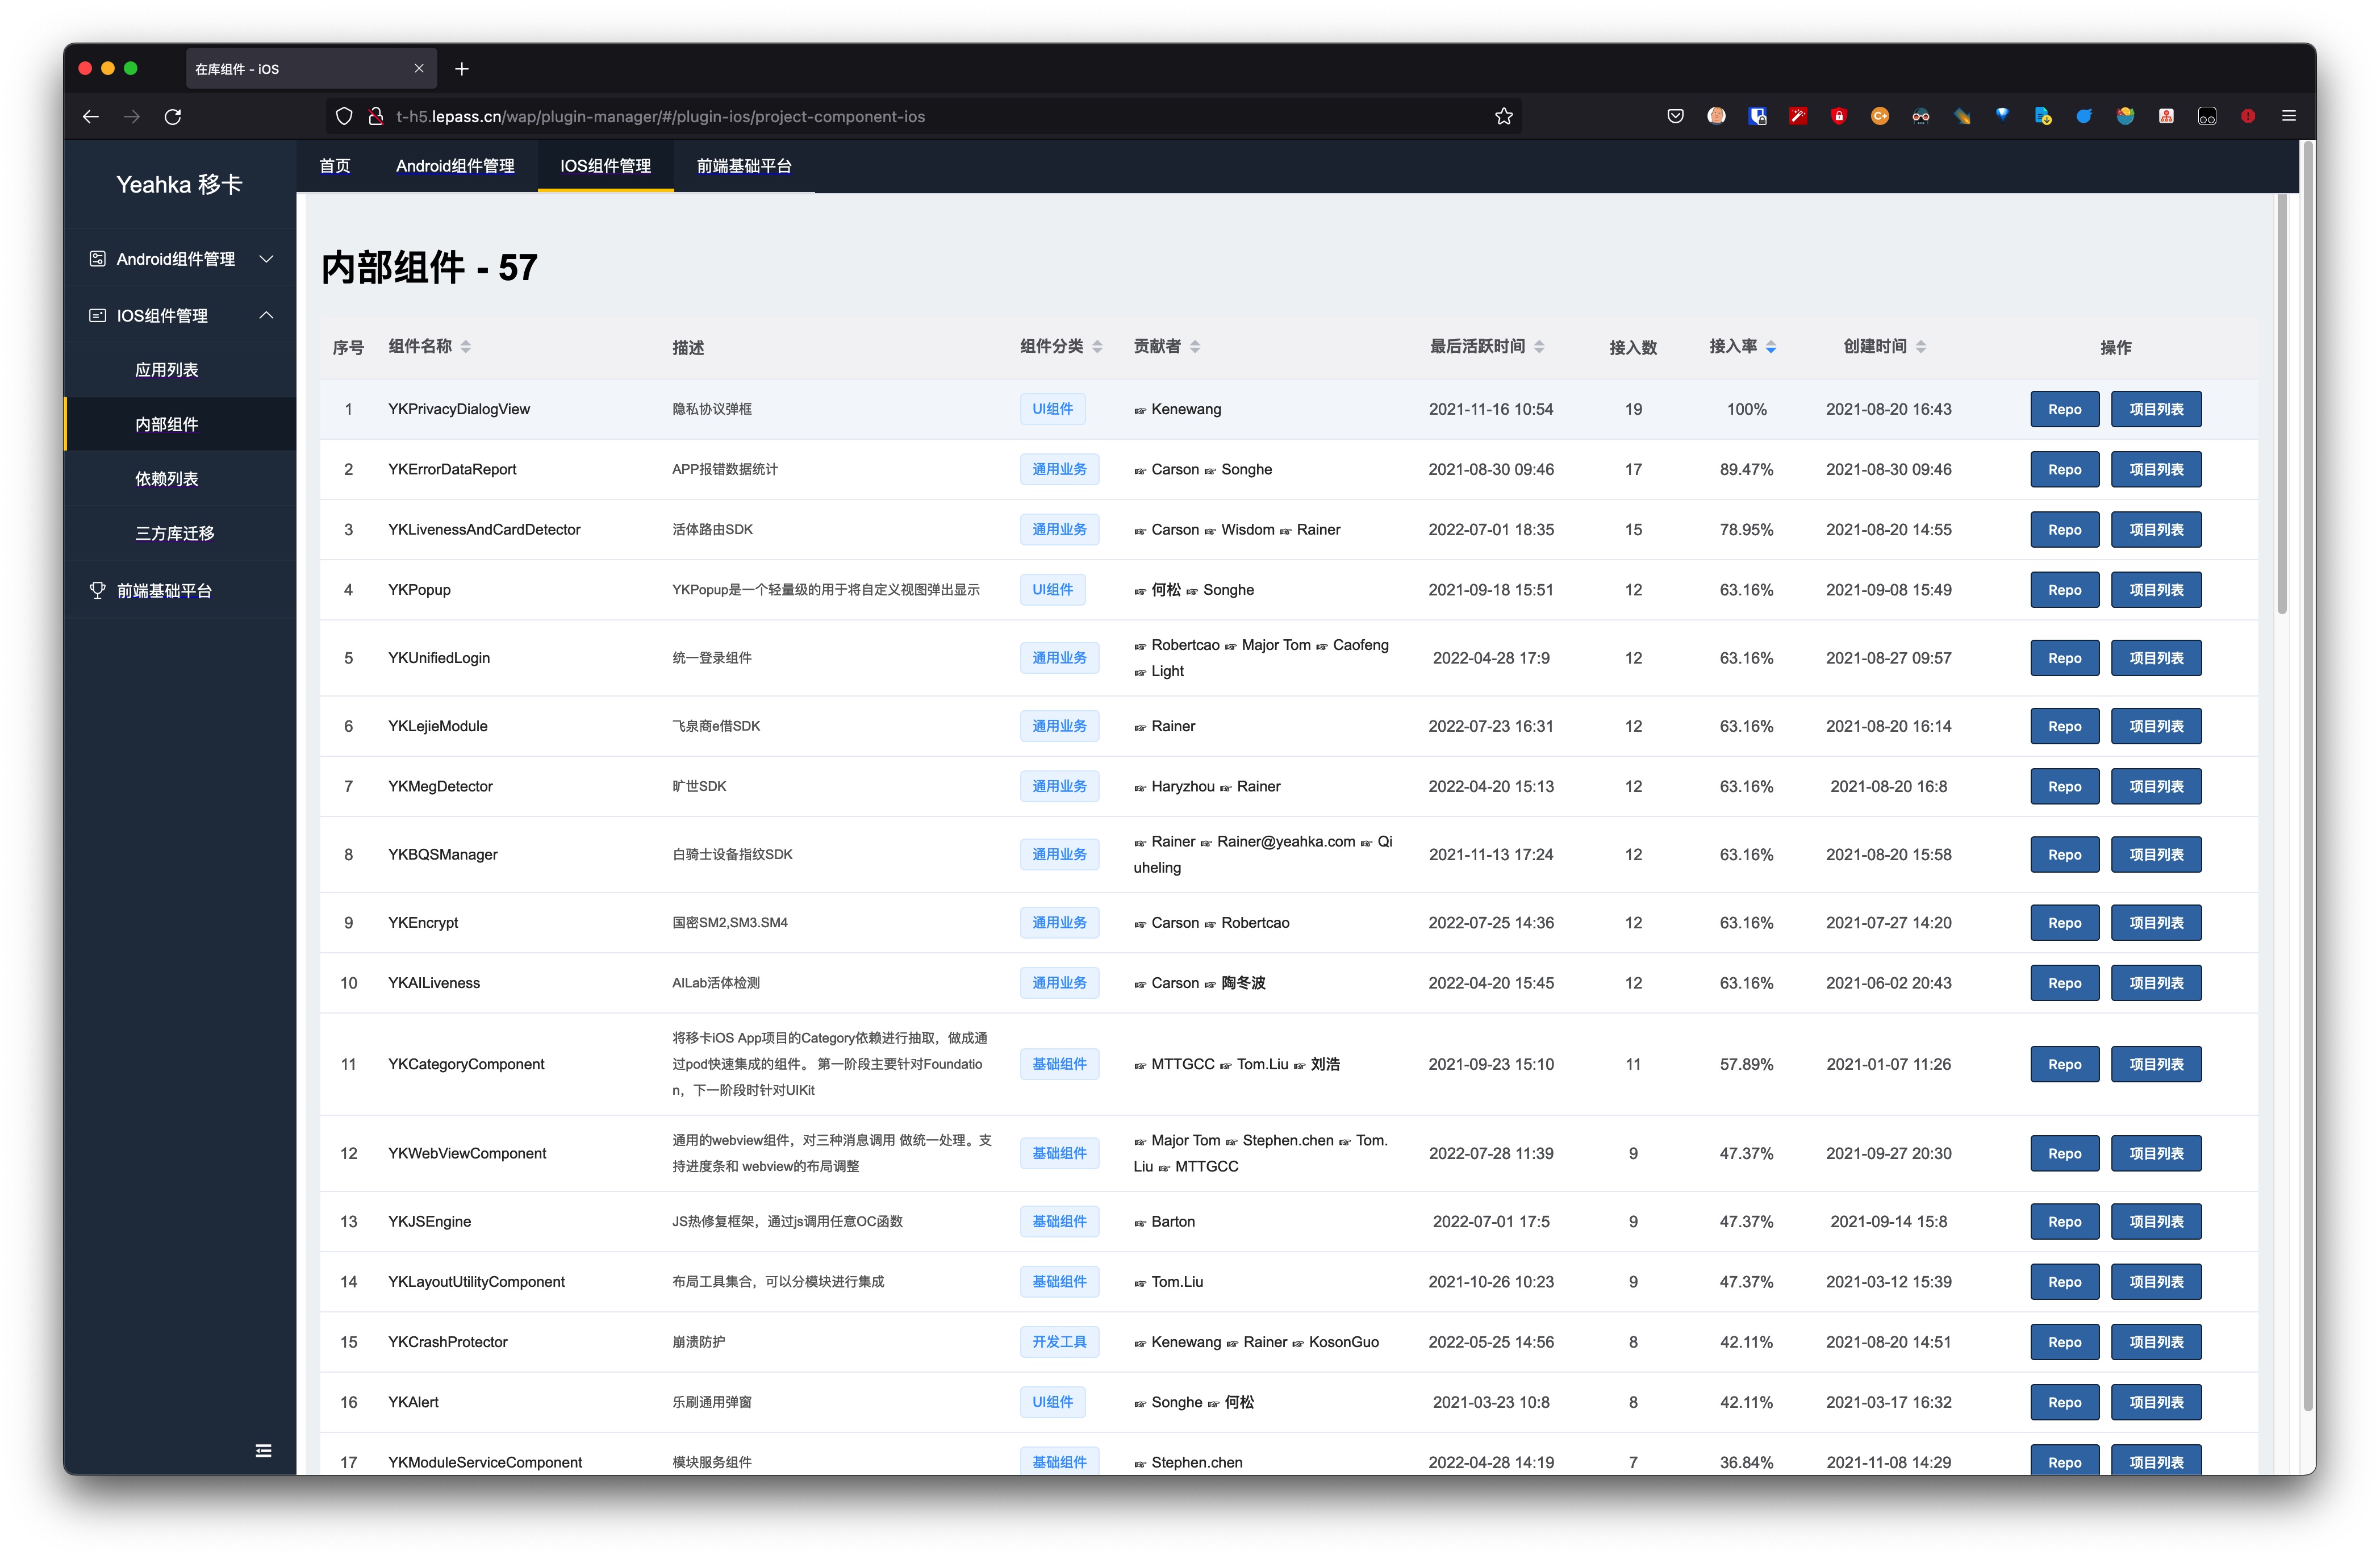 在库组件 - iOS
t-h5.lepass.cn/wap/plugin-manager/#/plugin-ios/project-component-ios
Yeahka 移卡
首页 Android组件管理 IOS组件管理 前端基础平台
Android组件管理
IOS组件管理
应用列表
内部组件
依赖列表
三方库迁移
前端基础平台
内部组件 - 57
序号 组件名称 描述 组件分类 贡献者 最后活跃时间 接入数 接入率 创建时间 操作
1 YKPrivacyDialogView 隐私协议弹框 UI组件 ☞ Kenewang 2021-11-16 10:54 19 100% 2021-08-20 16:43 Repo 项目列表
2 YKErrorDataReport APP报错数据统计 通用业务 ☞ Carson ☞ Songhe 2021-08-30 09:46 17 89.47% 2021-08-30 09:46 Repo 项目列表
3 YKLivenessAndCardDetector 活体路由SDK 通用业务 ☞ Carson ☞ Wisdom ☞ Rainer 2022-07-01 18:35 15 78.95% 2021-08-20 14:55 Repo 项目列表
4 YKPopup YKPopup是一个轻量级的用于将自定义视图弹出显示 UI组件 ☞ 何松 ☞ Songhe 2021-09-18 15:51 12 63.16% 2021-09-08 15:49 Repo 项目列表
5 YKUnifiedLogin 统一登录组件 通用业务 ☞ Robertcao ☞ Major Tom ☞ Caofeng
☞ Light 2022-04-28 17:9 12 63.16% 2021-08-27 09:57 Repo 项目列表
6 YKLejieModule 飞泉商e借SDK 通用业务 ☞ Rainer 2022-07-23 16:31 12 63.16% 2021-08-20 16:14 Repo 项目列表
7 YKMegDetector 旷世SDK 通用业务 ☞ Haryzhou ☞ Rainer 2022-04-20 15:13 12 63.16% 2021-08-20 16:8 Repo 项目列表
8 YKBQSManager 白骑士设备指纹SDK 通用业务 ☞ Rainer ☞ Rainer@yeahka.com ☞ Qi
uheling 2021-11-13 17:24 12 63.16% 2021-08-20 15:58 Repo 项目列表
9 YKEncrypt 国密SM2,SM3.SM4 通用业务 ☞ Carson ☞ Robertcao 2022-07-25 14:36 12 63.16% 2021-07-27 14:20 Repo 项目列表
10 YKAILiveness AILab活体检测 通用业务 ☞ Carson ☞ 陶冬波 2022-04-20 15:45 12 63.16% 2021-06-02 20:43 Repo 项目列表
11 YKCategoryComponent 将移卡iOS App项目的Category依赖进行抽取，做成通
过pod快速集成的组件。 第一阶段主要针对Foundatio
n，下一阶段时针对UIKit 基础组件 ☞ MTTGCC ☞ Tom.Liu ☞ 刘浩 2021-09-23 15:10 11 57.89% 2021-01-07 11:26 Repo 项目列表
12 YKWebViewComponent 通用的webview组件，对三种消息调用 做统一处理。支
持进度条和 webview的布局调整 基础组件 ☞ Major Tom ☞ Stephen.chen ☞ Tom.
Liu ☞ MTTGCC 2022-07-28 11:39 9 47.37% 2021-09-27 20:30 Repo 项目列表
13 YKJSEngine JS热修复框架，通过js调用任意OC函数 基础组件 ☞ Barton 2022-07-01 17:5 9 47.37% 2021-09-14 15:8 Repo 项目列表
14 YKLayoutUtilityComponent 布局工具集合，可以分模块进行集成 基础组件 ☞ Tom.Liu 2021-10-26 10:23 9 47.37% 2021-03-12 15:39 Repo 项目列表
15 YKCrashProtector 崩溃防护 开发工具 ☞ Kenewang ☞ Rainer ☞ KosonGuo 2022-05-25 14:56 8 42.11% 2021-08-20 14:51 Repo 项目列表
16 YKAlert 乐刷通用弹窗 UI组件 ☞ Songhe ☞ 何松 2021-03-23 10:8 8 42.11% 2021-03-17 16:32 Repo 项目列表
17 YKModuleServiceComponent 模块服务组件 基础组件 ☞ Stephen.chen 2022-04-28 14:19 7 36.84% 2021-11-08 14:29 Repo 项目列表